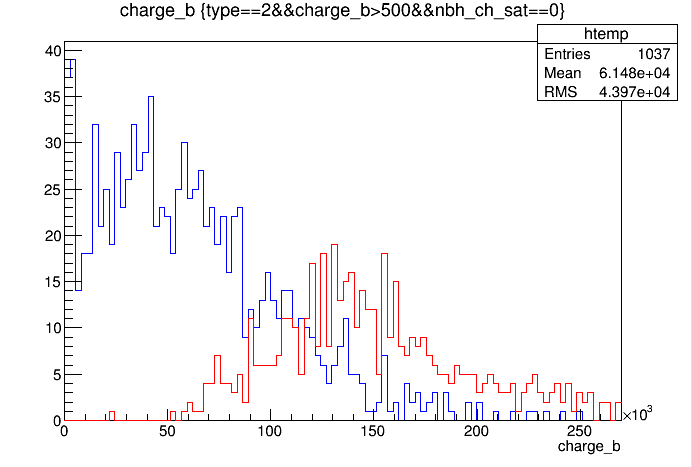 charge_b {type==2&&charge_b>500&&nbh_ch_sat==0}
htemp
Entries 1037
Mean 6.148e+04
RMS 4.397e+04
40
35
30
25
20
15
10
5
0
0 50 100 150 200 250 ×10³
charge_b